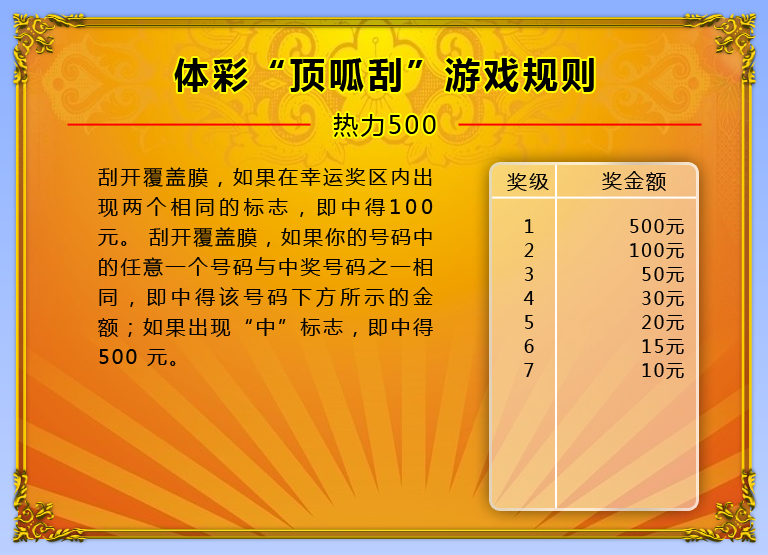 体彩“顶呱刮”游戏规则
热力500
刮开覆盖膜，如果在幸运奖区内出
现两个相同的标志，即中得100
元。 刮开覆盖膜，如果你的号码中
的任意一个号码与中奖号码之一相
同，即中得该号码下方所示的金
额；如果出现“中”标志，即中得
500 元。
奖级 奖金额
1 500元
2 100元
3 50元
4 30元
5 20元
6 15元
7 10元